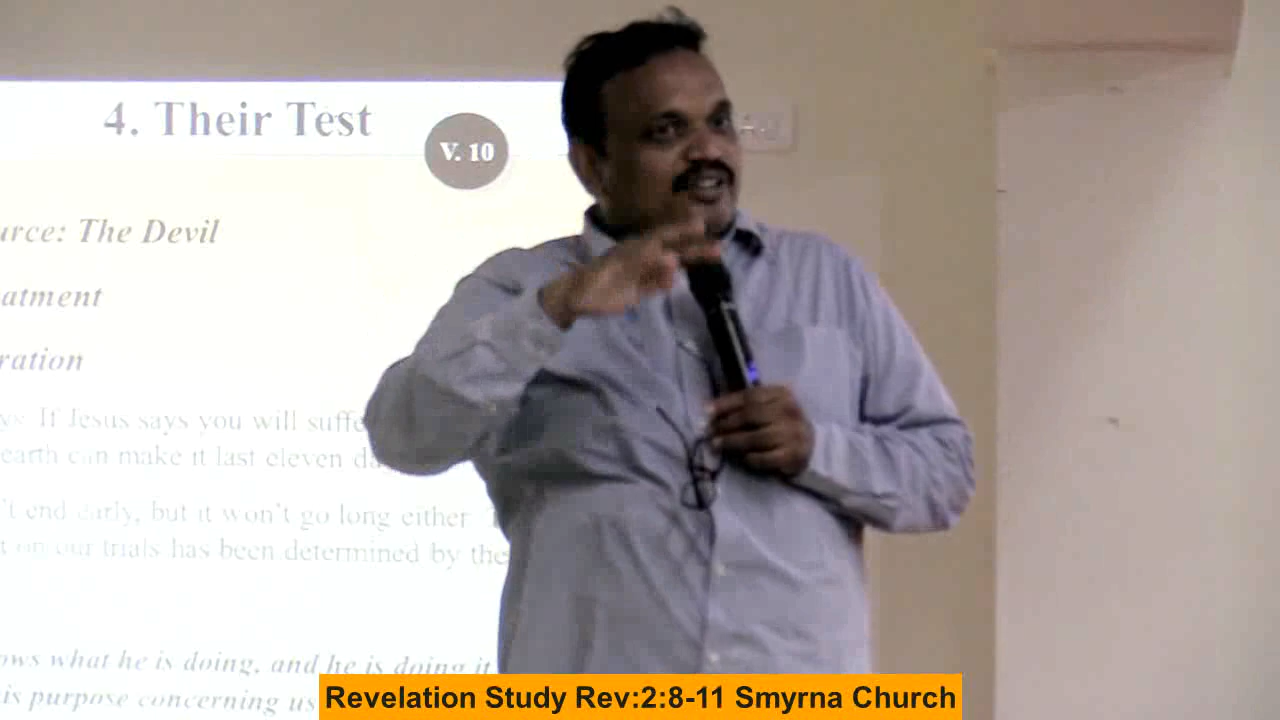 4. Their Test
V. 10
urce: The Devil
atment
ration
ys. If Jesus says you will suffe
earth can make it last eleven da
't end early, but it won't go long either.
t on our trials has been determined by the
ows what he is doing, and he is doing it
is purpose concerning us
Revelation Study Rev:2:8-11 Smyrna Church